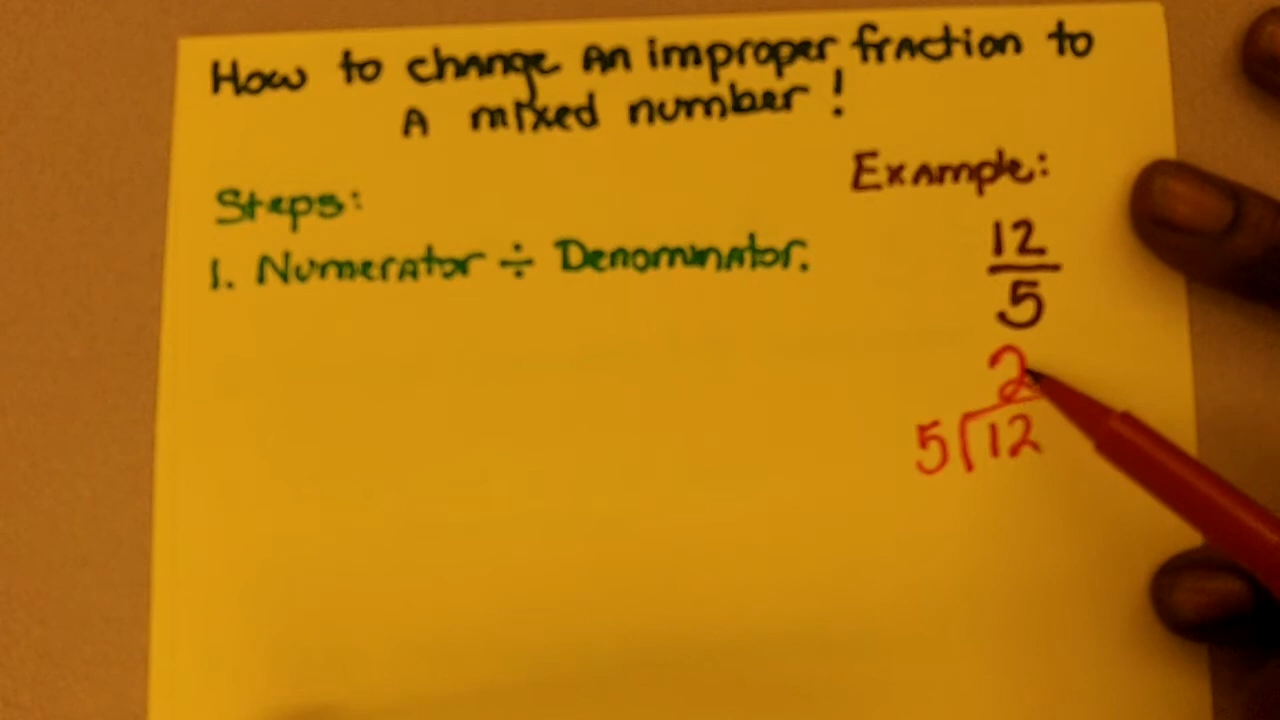 How to change an improper fraction to
a mixed number!
Steps:
1. Numerator ÷ Denominator.
Example:
12
5
2
5 12